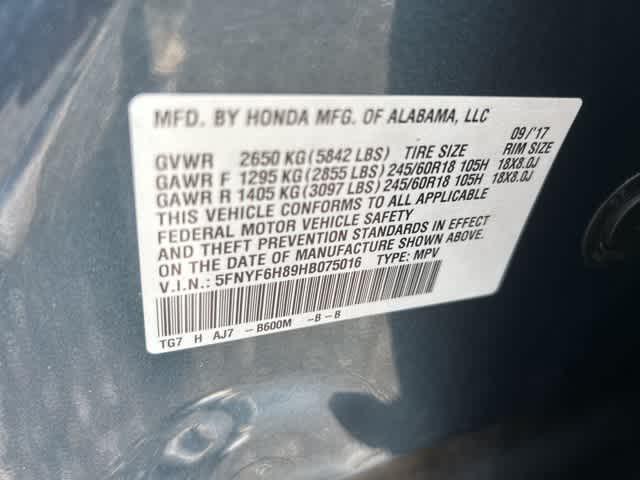 MFD. BY HONDA MFG. OF ALABAMA, LLC
09/'17
GVWR 2650 KG (5842 LBS) TIRE SIZE RIM SIZE
GAWR F 1295 KG (2855 LBS) 245/60R18 105H 18X8.0J
GAWR R 1405 KG (3097 LBS) 245/60R18 105H 18X8.0J
THIS VEHICLE CONFORMS TO ALL APPLICABLE
FEDERAL MOTOR VEHICLE SAFETY
AND THEFT PREVENTION STANDARDS IN EFFECT
ON THE DATE OF MANUFACTURE SHOWN ABOVE.
V.I.N.: 5FNYF6H89HB075016 TYPE: MPV
TG7 H AJ7 -B600M -B-B